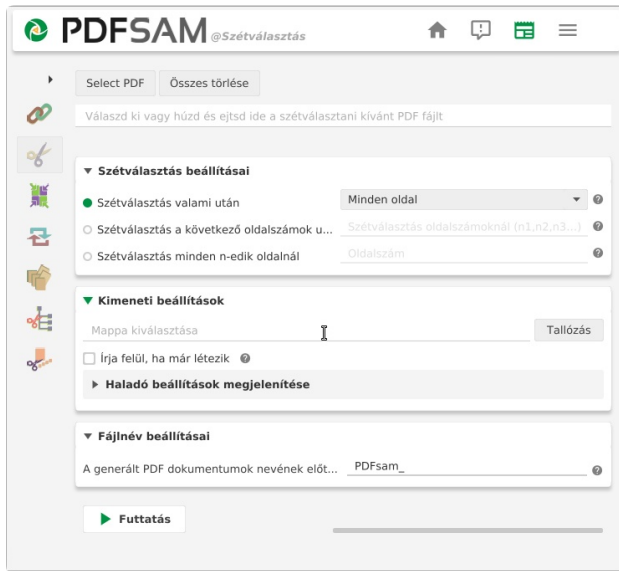 PDFSAM @Szétválasztás
Select PDF Összes törlése
Válaszd ki vagy húzd és ejtsd ide a szétválasztani kívánt PDF fájlt
Szétválasztás beállításai
Szétválasztás valami után Minden oldal
Szétválasztás a következő oldalszámok u... Szétválasztás oldalszámoknál (n1,n2,n3...)
Szétválasztás minden n-edik oldalnál Oldalszám
Kimeneti beállítások
Mappa kiválasztása Tallózás
Írja felül, ha már létezik
Haladó beállítások megjelenítése
Fájlnév beállításai
A generált PDF dokumentumok nevének előt... PDFsam_
Futtatás